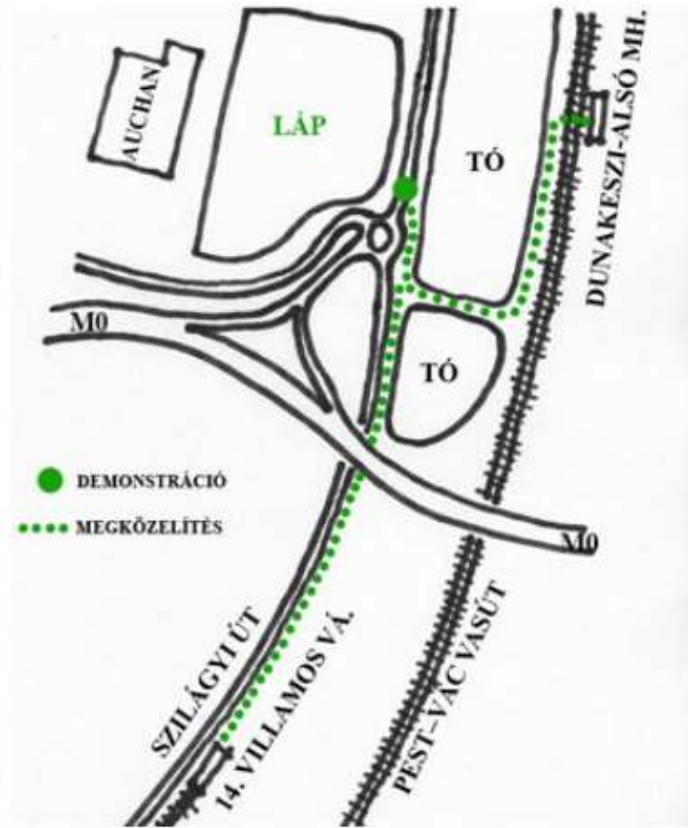 AUCHAN
LÁP
TÓ
DUNAKESZI-ALSÓ MH.
M0
TÓ
DEMONSTRÁCIÓ
MEGKÖZELÍTÉS
M0
SZILÁGYI ÚT
14. VILLAMOS VÁ.
PEST–VÁC VASÚT